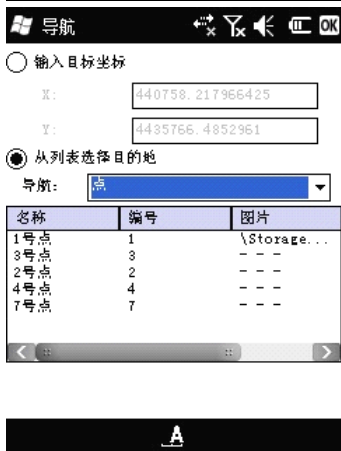 导航 OK
输入目标坐标
X: 440758.217966425
Y: 4435766.4852961
从列表选择目的地
导航: 点
名称 编号 图片
1号点 1 \Storage...
3号点 3 - - -
2号点 2 - - -
4号点 4 - - -
7号点 7 - - -
A